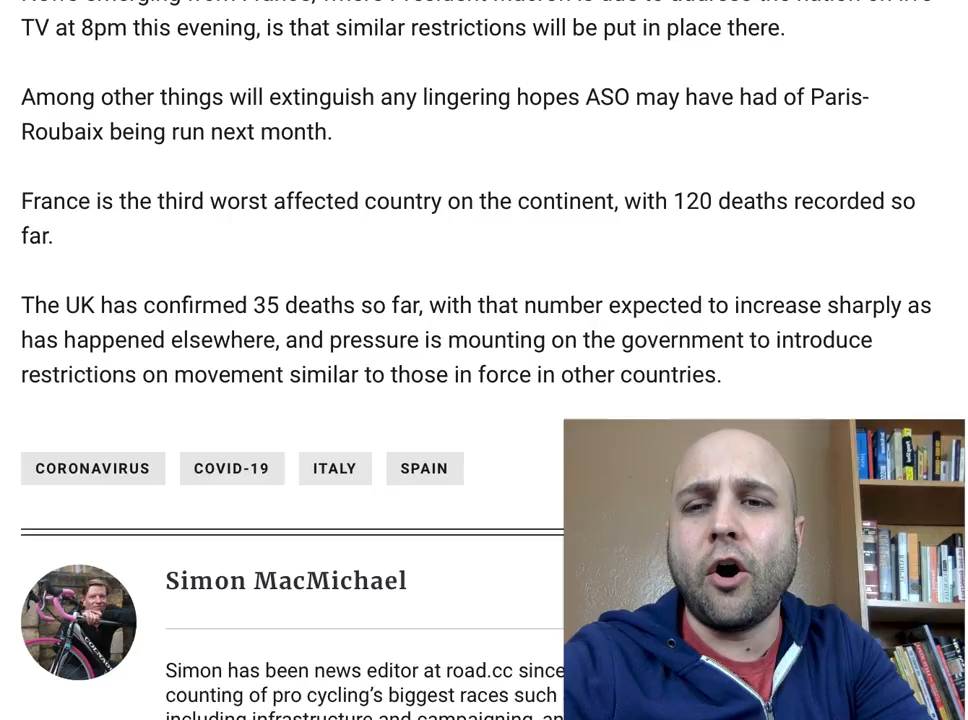 TV at 8pm this evening, is that similar restrictions will be put in place there.
Among other things will extinguish any lingering hopes ASO may have had of Paris-
Roubaix being run next month.
France is the third worst affected country on the continent, with 120 deaths recorded so
far.
The UK has confirmed 35 deaths so far, with that number expected to increase sharply as
has happened elsewhere, and pressure is mounting on the government to introduce
restrictions on movement similar to those in force in other countries.
CORONAVIRUS COVID-19 ITALY SPAIN
Simon MacMichael
Simon has been news editor at road.cc since
counting of pro cycling’s biggest races such
including infrastructure and campaigning, an